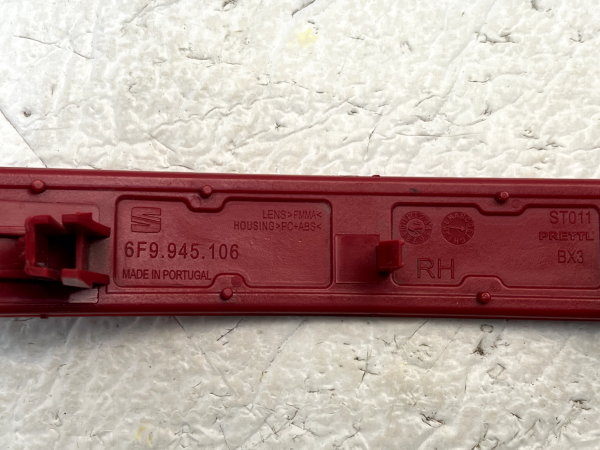 LENS>PMMA<
HOUSING>PC+ABS<
6F9.945.106
MADE IN PORTUGAL
RH
ST011
PRETTL
BX3